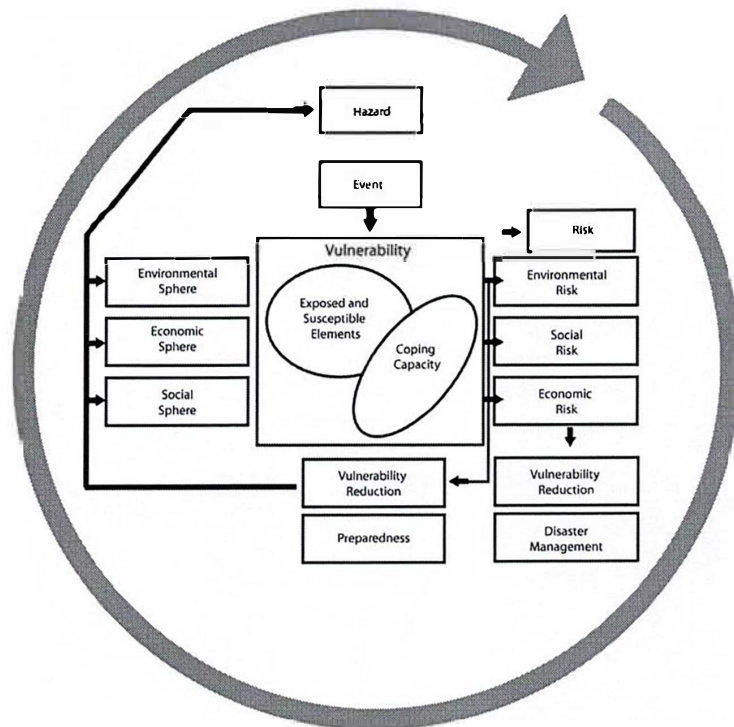 Hazard
Event
Risk
Vulnerability
Environmental
Sphere
Exposed and
Susceptible
Elements
Environmental
Risk
Economic
Sphere
Coping
Capacity
Social
Risk
Social
Sphere
Economic
Risk
Vulnerability
Reduction
Vulnerability
Reduction
Preparedness
Disaster
Management